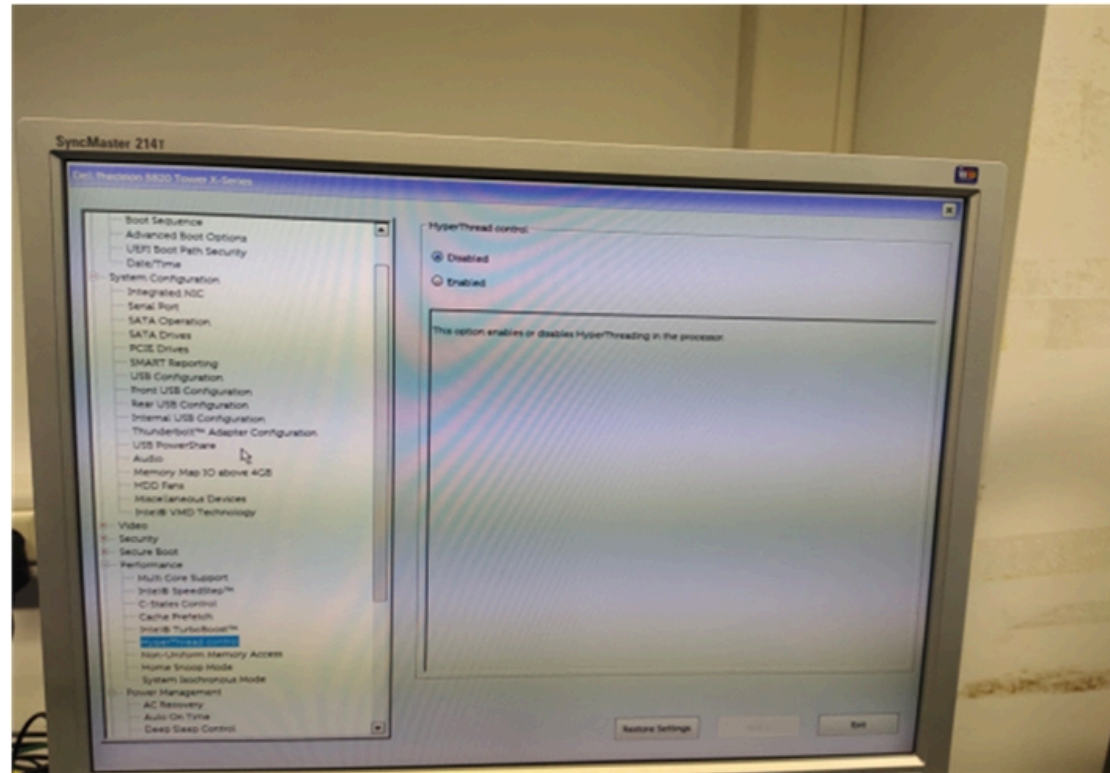 SyncMaster 214T
Dell Precision 5820 Tower X-Series
Boot Sequence
Advanced Boot Options
UEFI Boot Path Security
Date/Time
System Configuration
Integrated NIC
Serial Port
SATA Operation
SATA Drives
PCIE Drives
SMART Reporting
USB Configuration
Front USB Configuration
Rear USB Configuration
Internal USB Configuration
Thunderbolt™ Adapter Configuration
USB PowerShare
Audio
Memory Map IO above 4GB
HDD Fans
Miscellaneous Devices
Intel® VMD Technology
Video
Security
Secure Boot
Performance
Multi Core Support
Intel® SpeedStep™
C-States Control
Cache Prefetch
Intel® TurboBoost™
HyperThread control
Non-Uniform Memory Access
Home Snoop Mode
System Isochronous Mode
Power Management
AC Recovery
Auto On Time
Deep Sleep Control
HyperThread control
Disabled
Enabled
This option enables or disables HyperThreading in the processor.
Restore Settings
Exit